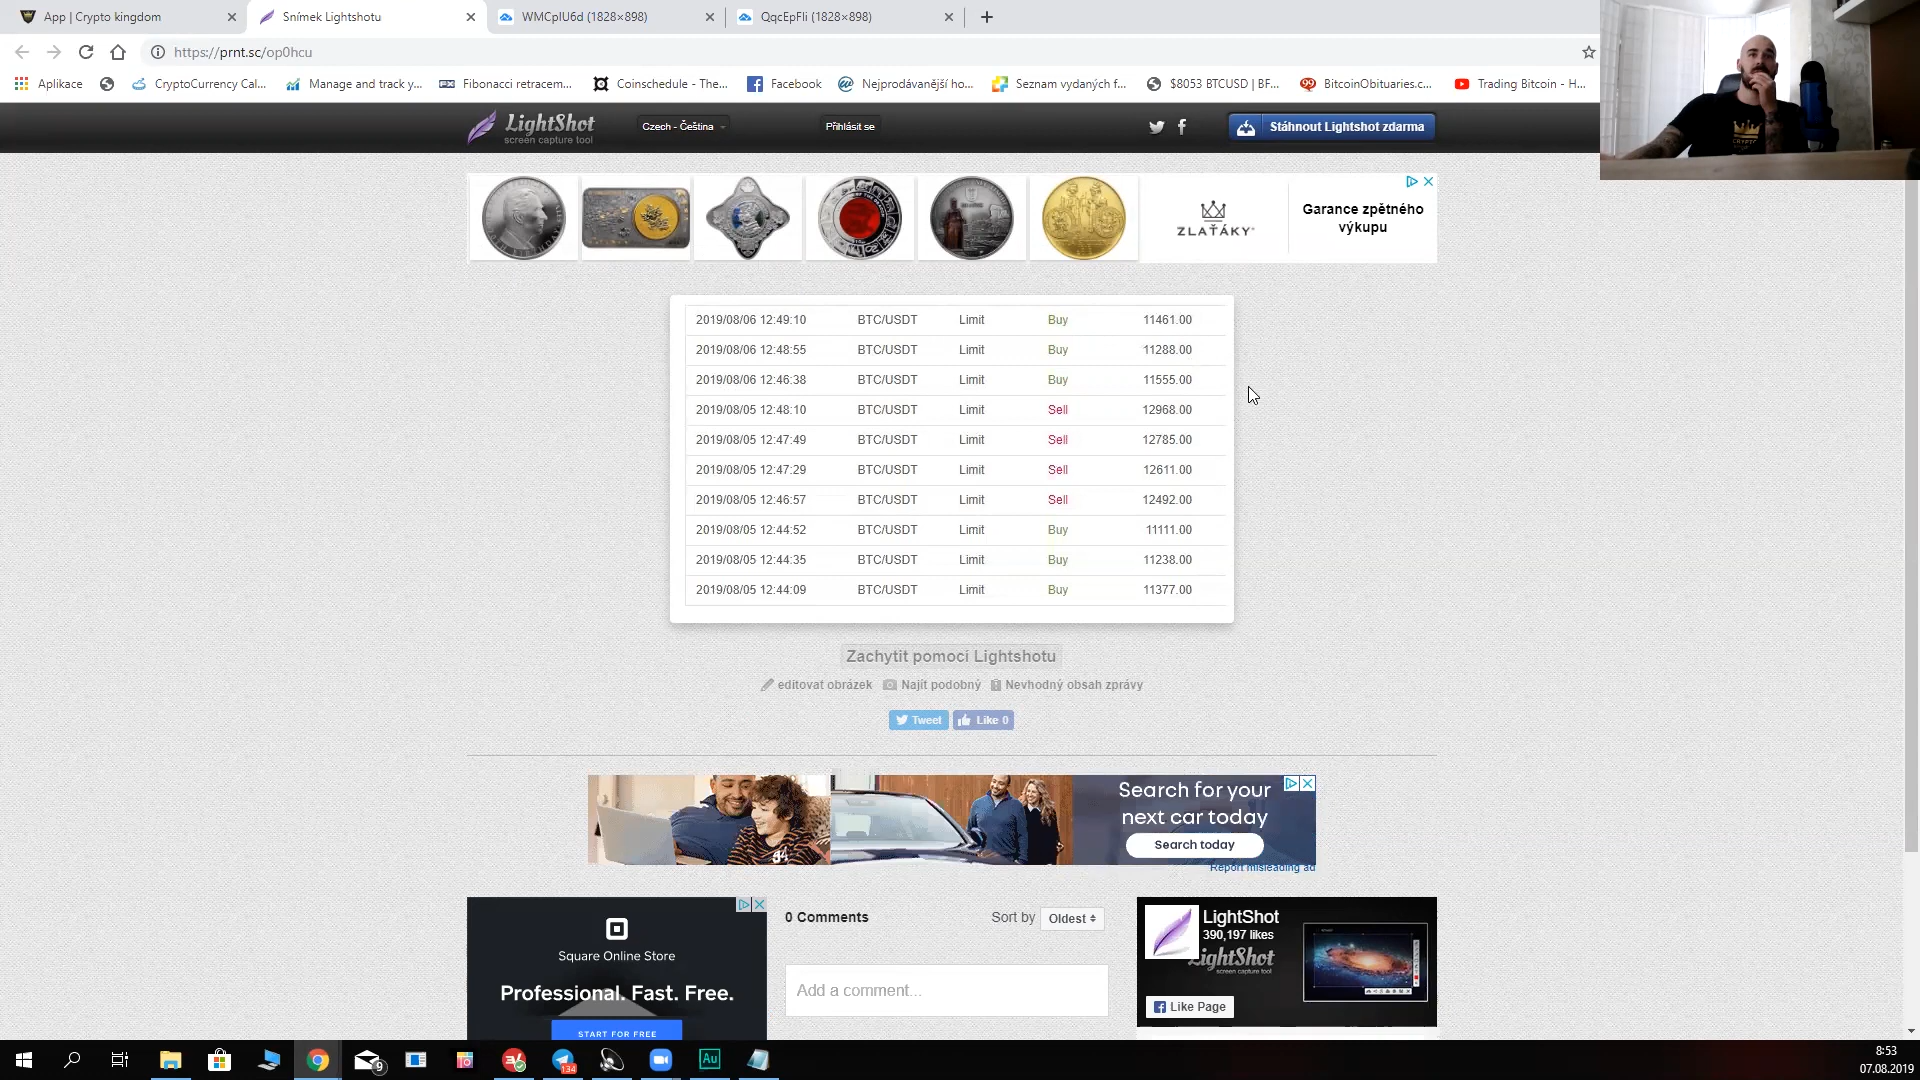 App | Crypto kingdom
Snímek Lightshotu
WMCplU6d (1828×898)
QqcEpFli (1828×898)
https://prnt.sc/op0hcu
Aplikace
CryptoCurrency Cal...
Manage and track y...
Fibonacci retracem...
Coinschedule - The...
Facebook
Nejprodávanější ho...
Seznam vydaných f...
$8053 BTCUSD | BF...
BitcoinObituaries.c...
Trading Bitcoin - H...
LightShot
screen capture tool
Czech - Čeština
Přihlásit se
Stáhnout Lightshot zdarma
ZLAŤÁKY
Garance zpětného
výkupu
2019/08/06 12:49:10 BTC/USDT Limit Buy 11461.00
2019/08/06 12:48:55 BTC/USDT Limit Buy 11288.00
2019/08/06 12:46:38 BTC/USDT Limit Buy 11555.00
2019/08/05 12:48:10 BTC/USDT Limit Sell 12968.00
2019/08/05 12:47:49 BTC/USDT Limit Sell 12785.00
2019/08/05 12:47:29 BTC/USDT Limit Sell 12611.00
2019/08/05 12:46:57 BTC/USDT Limit Sell 12492.00
2019/08/05 12:44:52 BTC/USDT Limit Buy 11111.00
2019/08/05 12:44:35 BTC/USDT Limit Buy 11238.00
2019/08/05 12:44:09 BTC/USDT Limit Buy 11377.00
Zachytit pomocí Lightshotu
editovat obrázek
Najít podobný
Nevhodný obsah zprávy
Tweet
Like 0
Search for your
next car today
Search today
Report misleading ad
Square Online Store
Professional. Fast. Free.
START FOR FREE
0 Comments
Sort by
Oldest
Add a comment...
LightShot
390,197 likes
LightShot
screen capture tool
Like Page
9
134
Au
8:53
07.08.2019